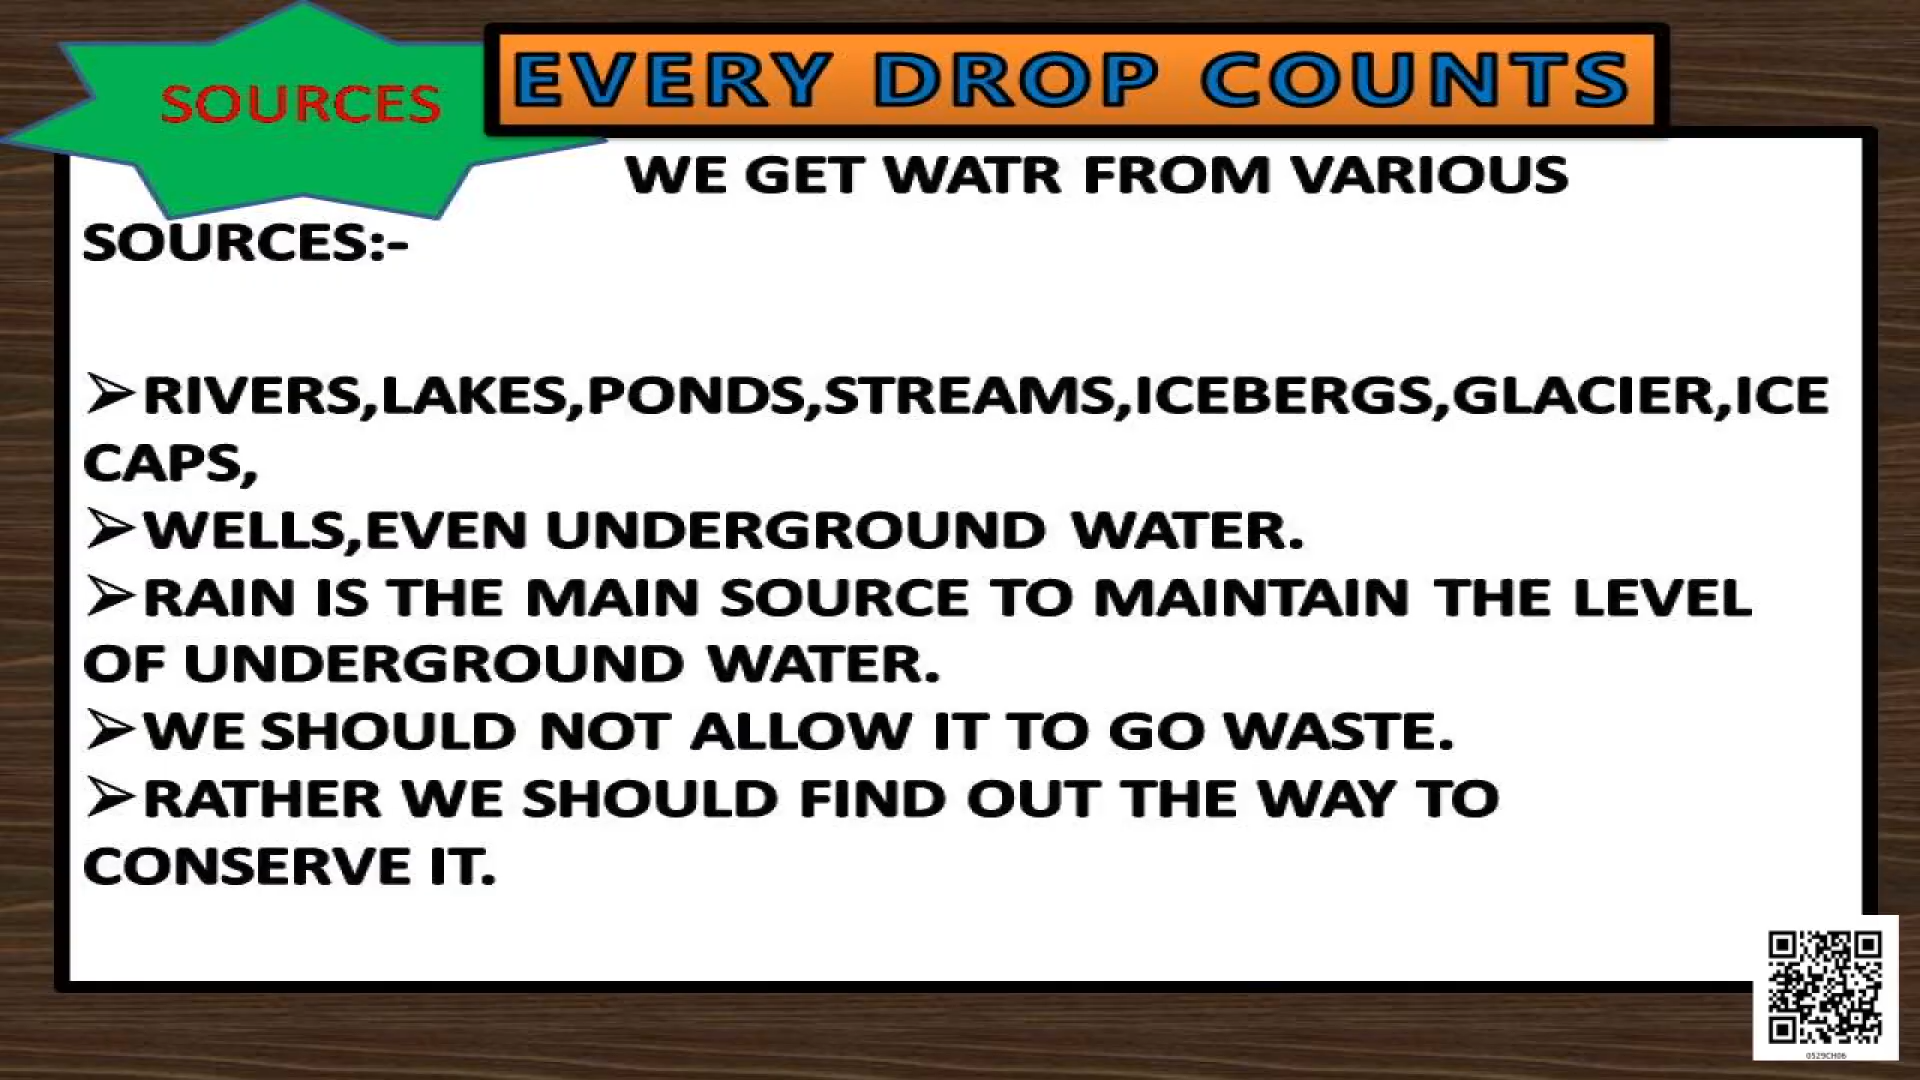 SOURCES
EVERY DROP COUNTS
WE GET WATR FROM VARIOUS
SOURCES:-
➢RIVERS,LAKES,PONDS,STREAMS,ICEBERGS,GLACIER,ICE
CAPS,
➢WELLS,EVEN UNDERGROUND WATER.
➢RAIN IS THE MAIN SOURCE TO MAINTAIN THE LEVEL
OF UNDERGROUND WATER.
➢WE SHOULD NOT ALLOW IT TO GO WASTE.
➢RATHER WE SHOULD FIND OUT THE WAY TO
CONSERVE IT.
0529CH06